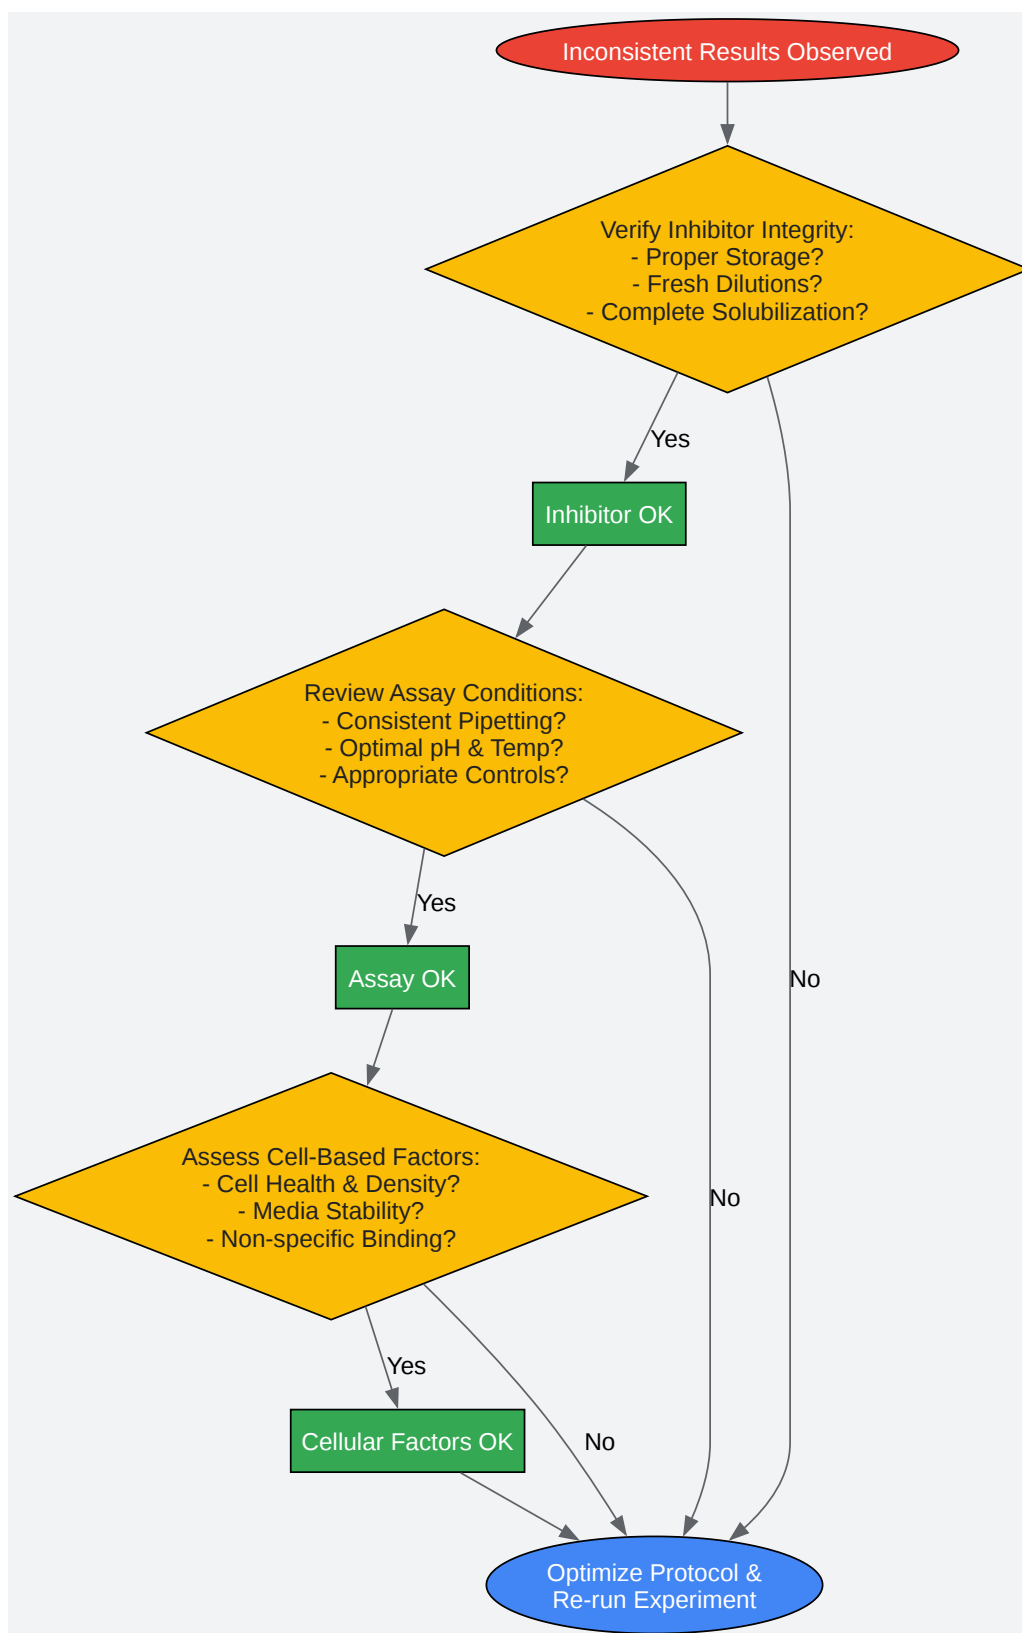 Inconsistent Results Observed
Verify Inhibitor Integrity:
- Proper Storage?
- Fresh Dilutions?
- Complete Solubilization?
Yes
Inhibitor OK
Review Assay Conditions:
- Consistent Pipetting?
- Optimal pH & Temp?
- Appropriate Controls?
Yes
Assay OK
No
Assess Cell-Based Factors:
- Cell Health & Density?
- Media Stability?
- Non-specific Binding?
No
Yes
Cellular Factors OK
No
Optimize Protocol &
Re-run Experiment